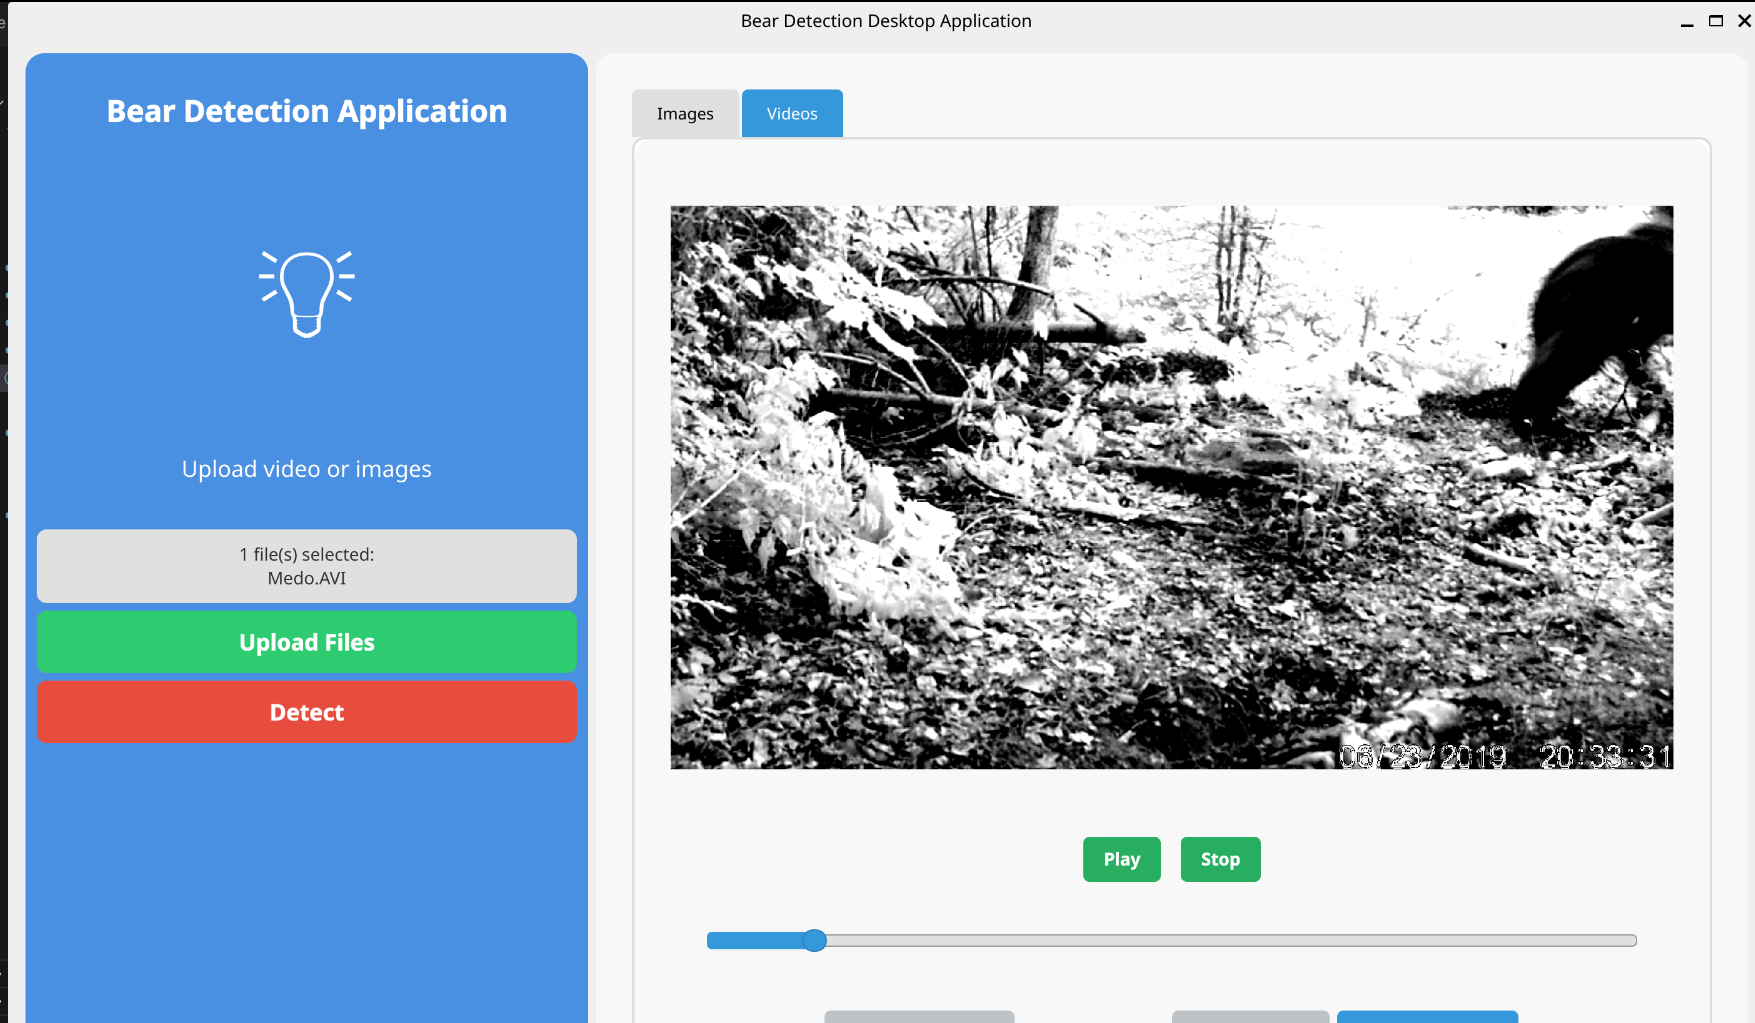 Bear Detection Desktop Application
Bear Detection Application
Upload video or images
1 file(s) selected:
Medo.AVI
Upload Files
Detect
Images
Videos
06/23/2019 20:33:31
Play
Stop